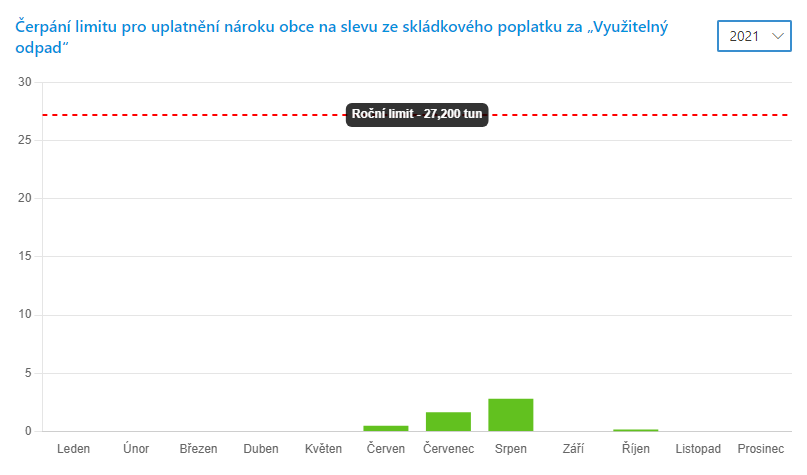 Čerpání limitu pro uplatnění nároku obce na slevu ze skládkového poplatku za „Využitelný
odpad“
2021
30
Roční limit - 27,200 tun
25
20
15
10
5
0
Leden Únor Březen Duben Květen Červen Červenec Srpen Září Říjen Listopad Prosinec